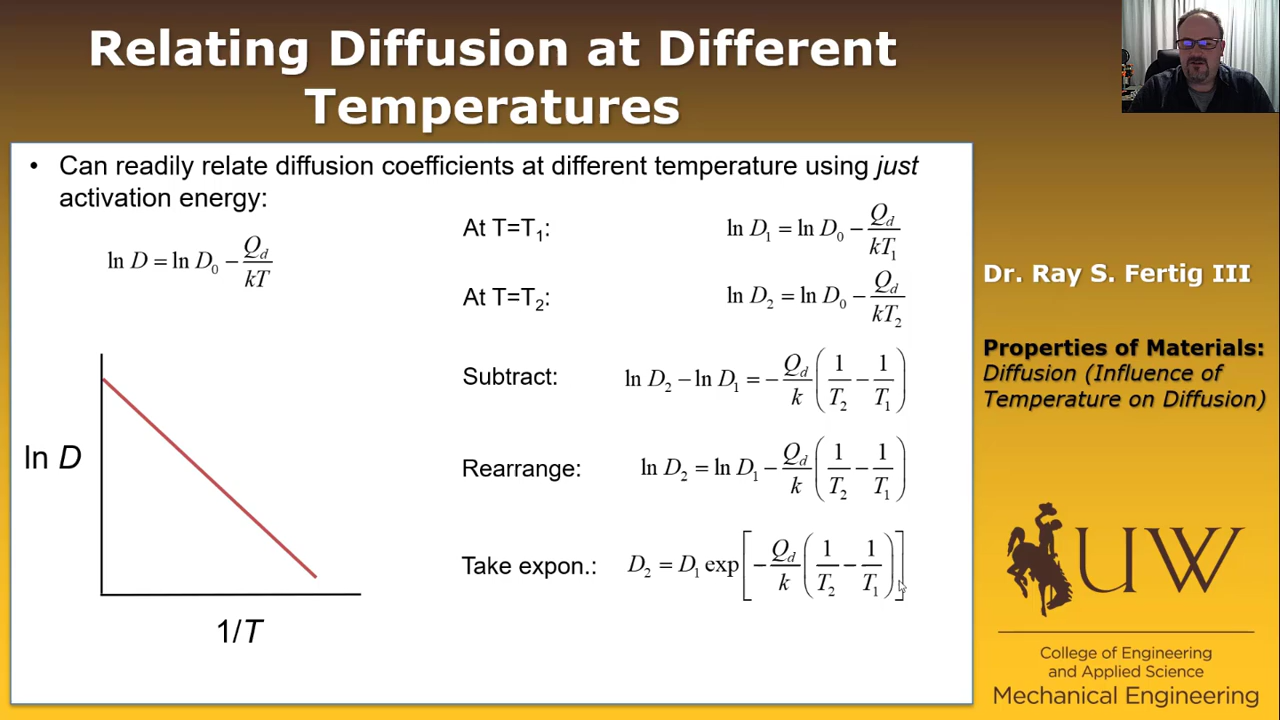 Relating Diffusion at Different
Temperatures
• Can readily relate diffusion coefficients at different temperature using just
activation energy:
ln D = ln D₀ − Q_d/kT
At T=T₁: ln D₁ = ln D₀ − Q_d/kT₁
At T=T₂: ln D₂ = ln D₀ − Q_d/kT₂
Subtract: ln D₂ − ln D₁ = − Q_d/k (1/T₂ − 1/T₁)
Rearrange: ln D₂ = ln D₁ − Q_d/k (1/T₂ − 1/T₁)
Take expon.: D₂ = D₁ exp[− Q_d/k (1/T₂ − 1/T₁)]
ln D
1/T
Dr. Ray S. Fertig III
Properties of Materials:
Diffusion (Influence of
Temperature on Diffusion)
UW
College of Engineering
and Applied Science
Mechanical Engineering